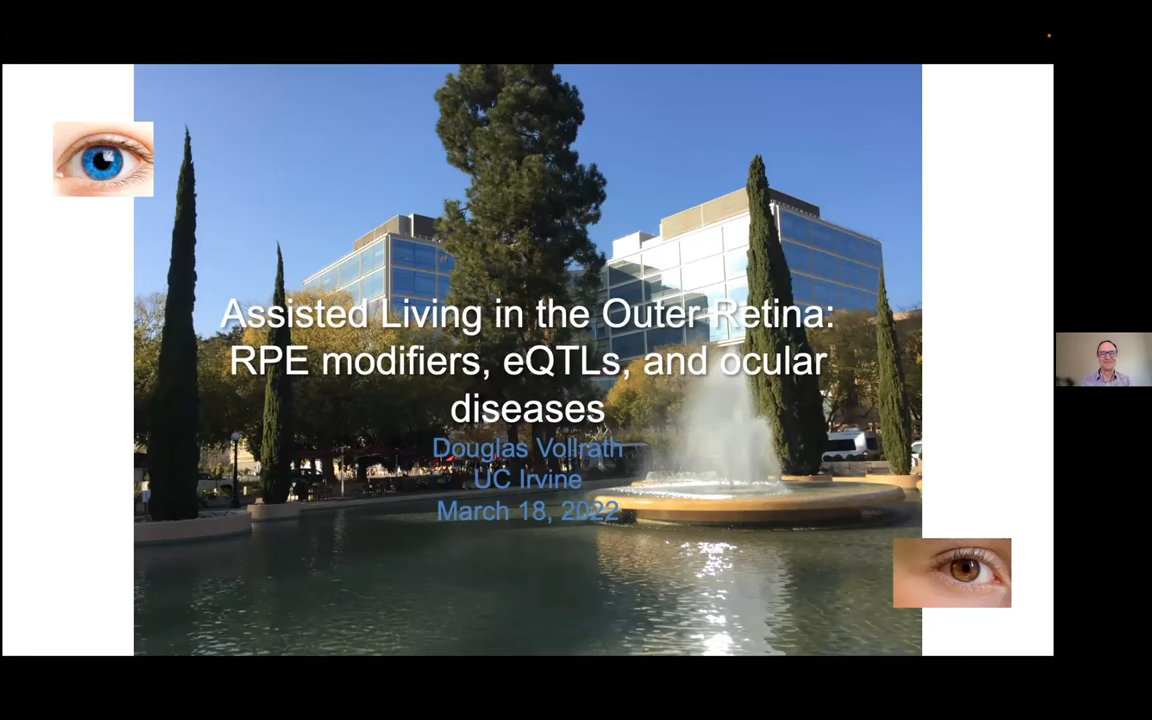 Assisted Living in the Outer Retina:
RPE modifiers, eQTLs, and ocular
diseases
Douglas Vollrath
UC Irvine
March 18, 2022